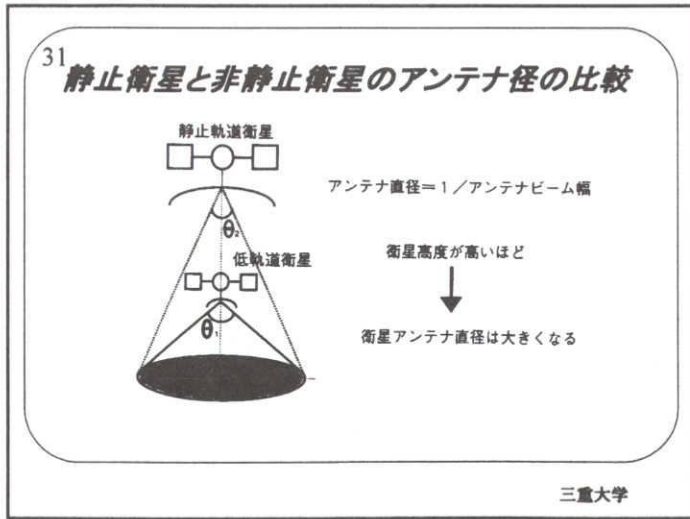 31
静止衛星と非静止衛星のアンテナ径の比較
静止軌道衛星
アンテナ直径＝1／アンテナビーム幅
θ2
衛星高度が高いほど
低軌道衛星
θ1
衛星アンテナ直径は大きくなる
三重大学